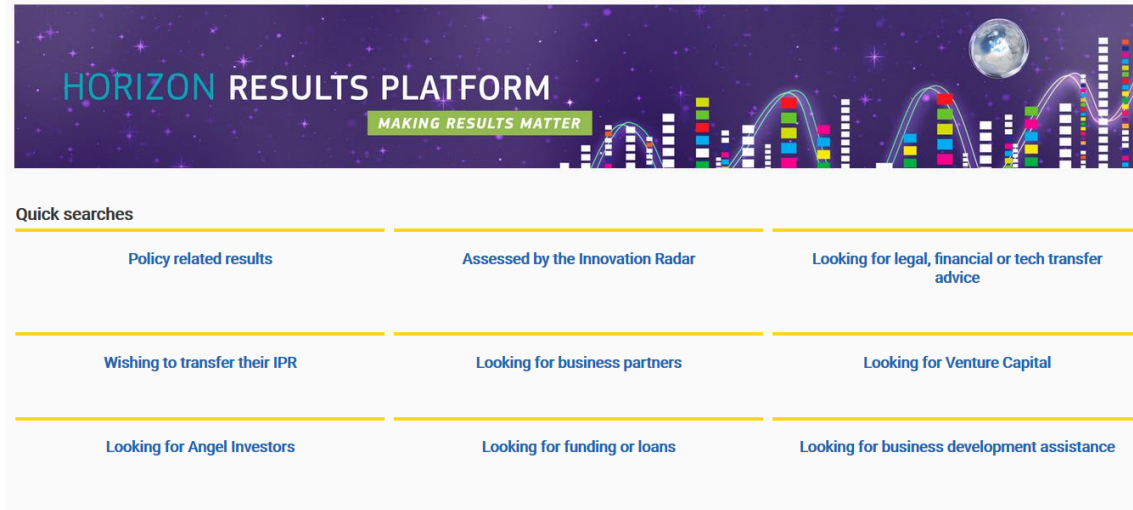 HORIZON RESULTS PLATFORM
MAKING RESULTS MATTER
Quick searches
Policy related results
Assessed by the Innovation Radar
Looking for legal, financial or tech transfer
advice
Wishing to transfer their IPR
Looking for business partners
Looking for Venture Capital
Looking for Angel Investors
Looking for funding or loans
Looking for business development assistance